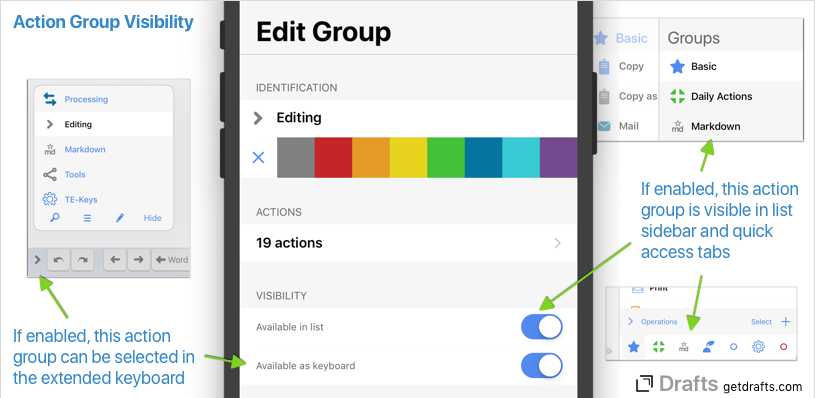 Action Group Visibility
Processing
Editing
Markdown
Tools
TE-Keys
Hide
Word
If enabled, this action
group can be selected in
the extended keyboard
Edit Group
IDENTIFICATION
Editing
ACTIONS
19 actions
VISIBILITY
Available in list
Available as keyboard
Basic
Copy
Copy as
Mail
Groups
Basic
Daily Actions
md Markdown
If enabled, this action
group is visible in list
sidebar and quick
access tabs
Print
Operations Select
md
Drafts getdrafts.com